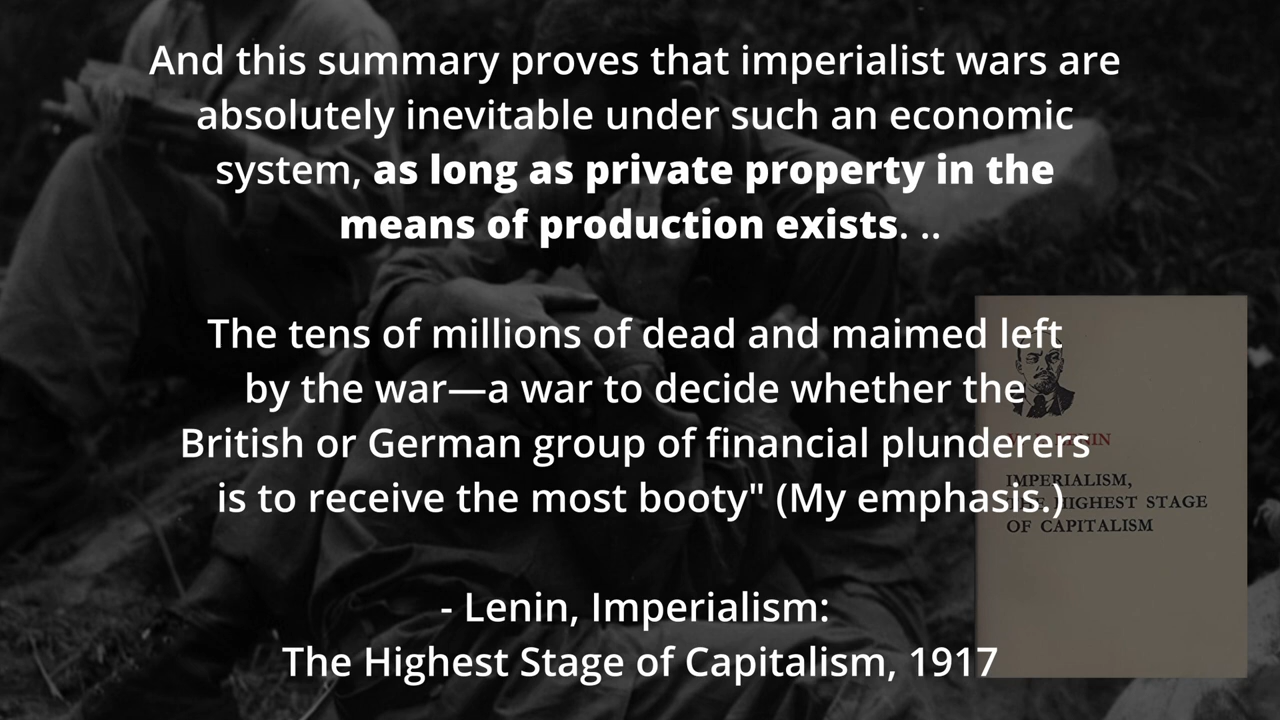 And this summary proves that imperialist wars are
absolutely inevitable under such an economic
system, as long as private property in the
means of production exists. ..
The tens of millions of dead and maimed left
by the war—a war to decide whether the
British or German group of financial plunderers
is to receive the most booty" (My emphasis.)
- Lenin, Imperialism:
The Highest Stage of Capitalism, 1917
IMPERIALISM,
HIGHEST STAGE
OF CAPITALISM